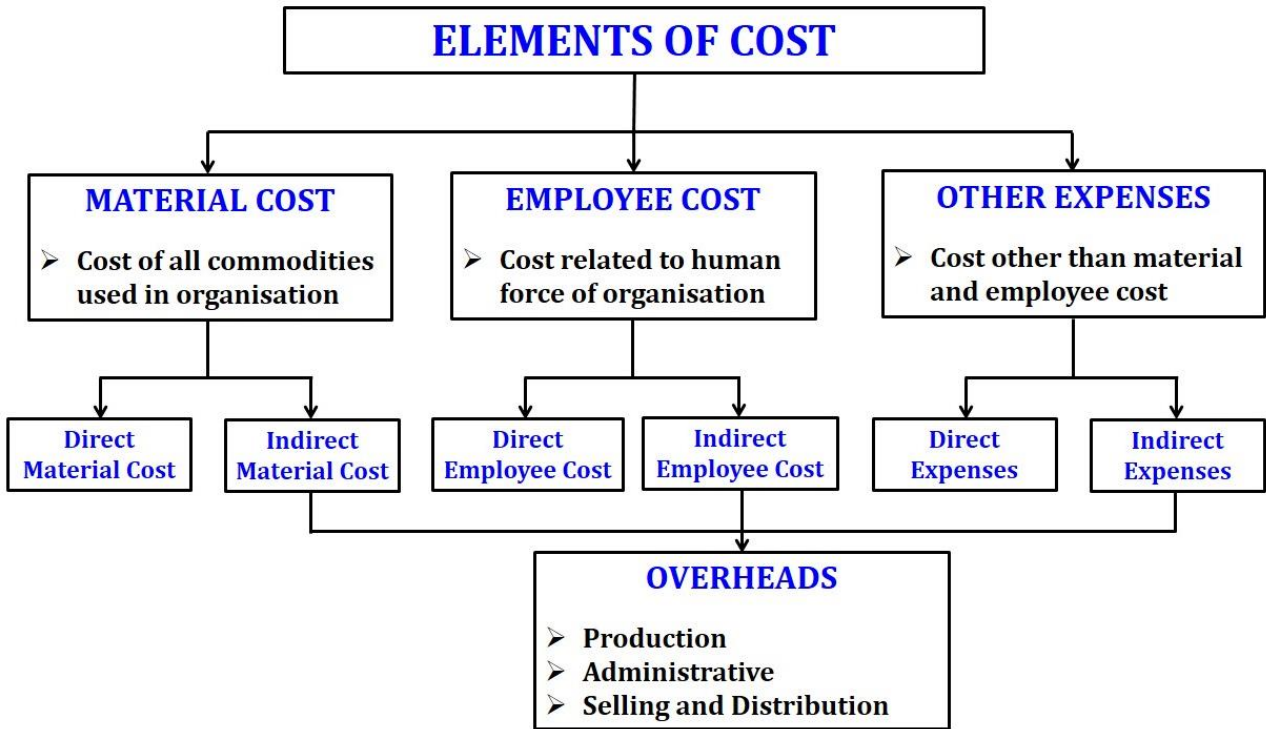 ELEMENTS OF COST
MATERIAL COST
➢ Cost of all commodities
used in organisation
EMPLOYEE COST
➢ Cost related to human
force of organisation
OTHER EXPENSES
➢ Cost other than material
and employee cost
Direct
Material Cost
Indirect
Material Cost
Direct
Employee Cost
Indirect
Employee Cost
Direct
Expenses
Indirect
Expenses
OVERHEADS
➢ Production
➢ Administrative
➢ Selling and Distribution